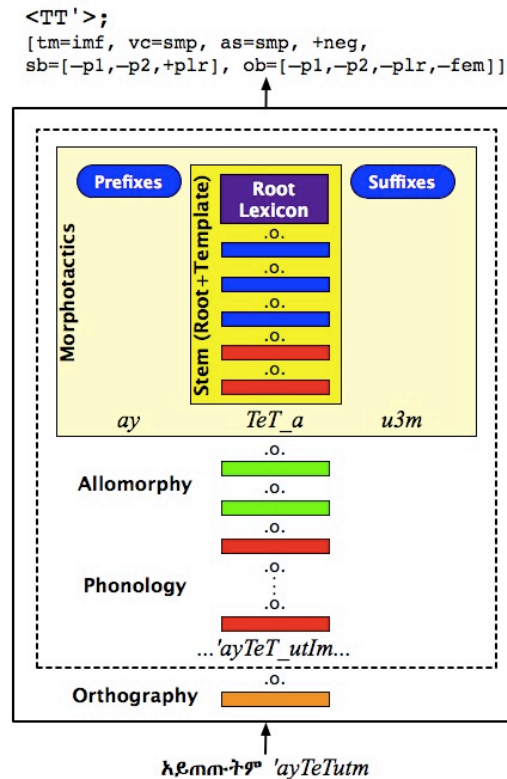 <TT'>;
[tm=imf, vc=smp, as=smp, +neg,
sb=[–p1,–p2,+plr], ob=[–p1,–p2,–plr,–fem]]
Prefixes
Root
Lexicon
Suffixes
Morphotactics
Stem (Root+Template)
.o.
.o.
.o.
.o.
.o.
ay TeT_a u3m
.o.
Allomorphy
.o.
.o.
Phonology
.o.
.o.
...'ayTeT_utIm...
.o.
Orthography
አይጠጡትም 'ayTeTutm